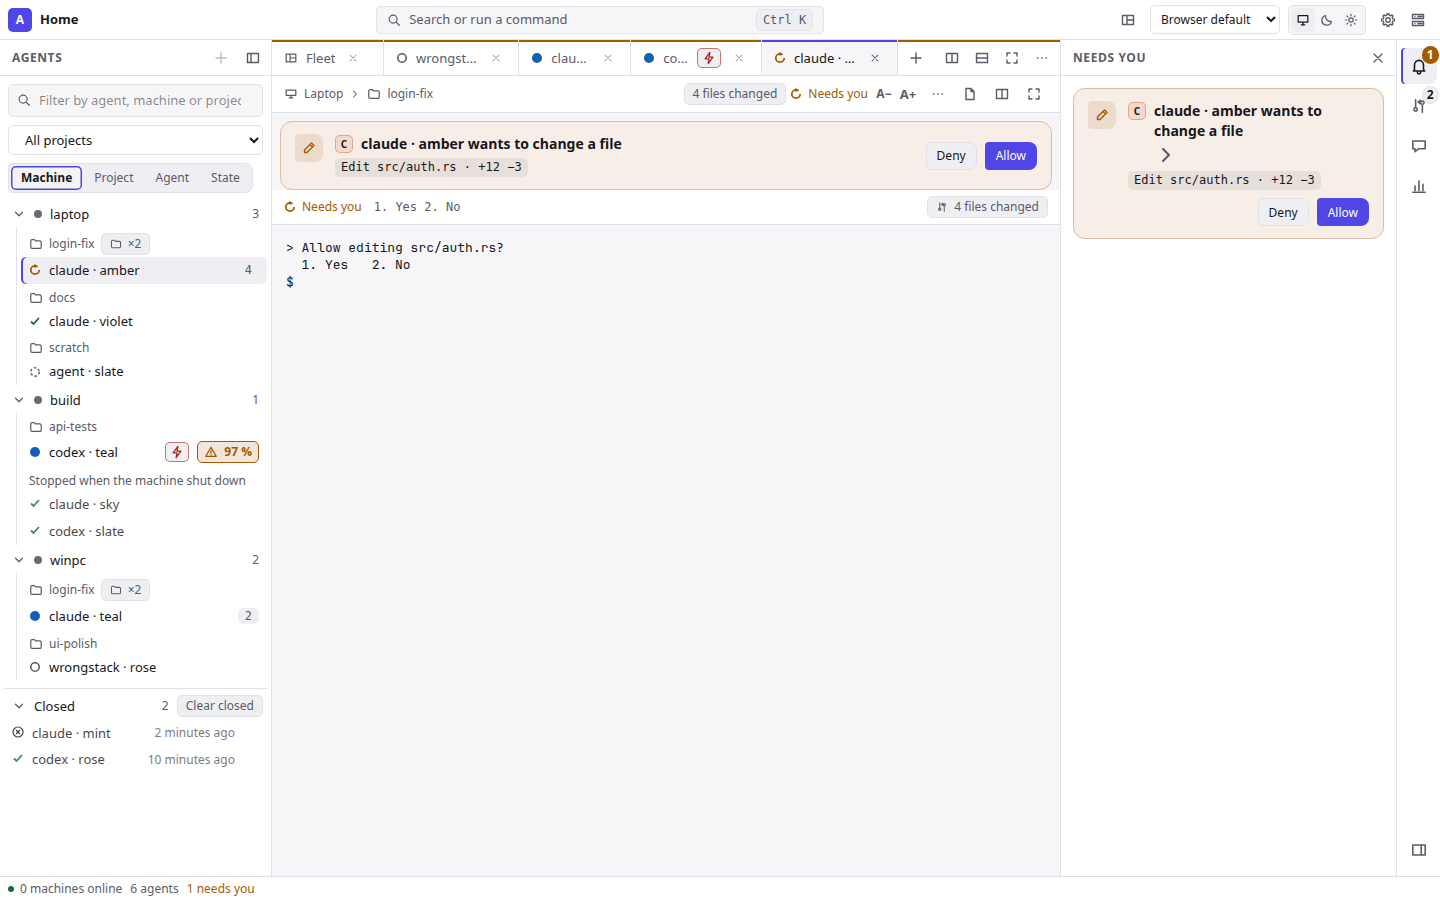 A Home
Search or run a command Ctrl K
Browser default
AGENTS
Filter by agent, machine or projec
All projects
Machine Project Agent State
laptop 3
login-fix ×2
claude · amber 4
docs
claude · violet
scratch
agent · slate
build 1
api-tests
codex · teal 97 %
Stopped when the machine shut down
claude · sky
codex · slate
winpc 2
login-fix ×2
claude · teal 2
ui-polish
wrongstack · rose
Closed 2 Clear closed
claude · mint 2 minutes ago
codex · rose 10 minutes ago
Fleet wrongst... clau... co... claude · ...
Laptop login-fix 4 files changed Needs you A− A+
C claude · amber wants to change a file
Edit src/auth.rs · +12 −3
Deny Allow
Needs you 1. Yes 2. No 4 files changed
> Allow editing src/auth.rs?
1. Yes 2. No
$
NEEDS YOU
C claude · amber wants to
change a file
Edit src/auth.rs · +12 −3
Deny Allow
1
2
0 machines online 6 agents 1 needs you